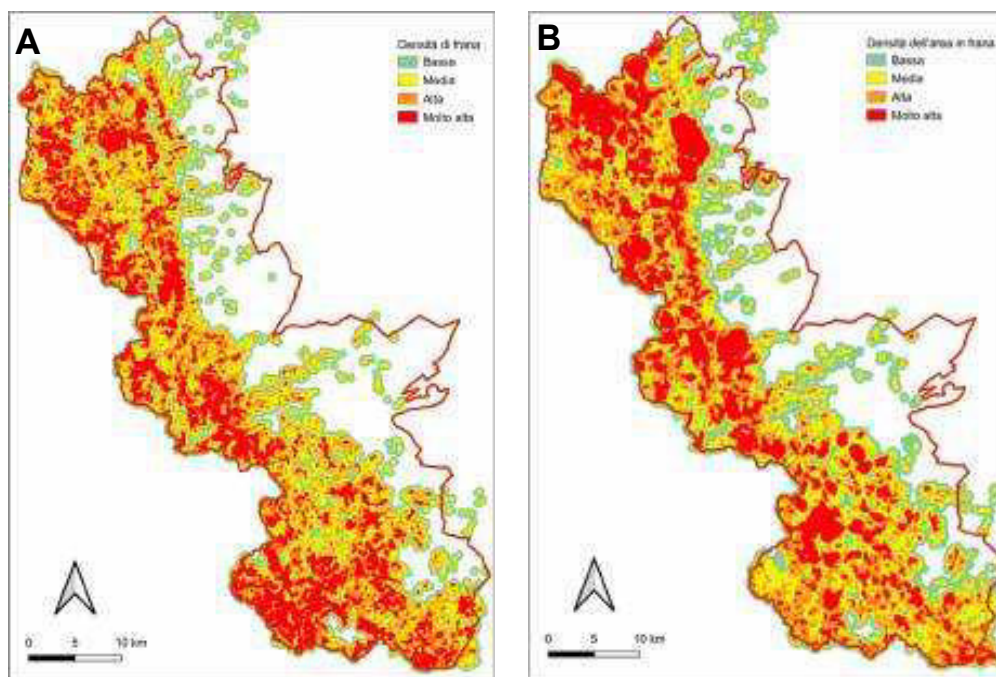 A
Densità di frana
Bassa
Media
Alta
Molto alta
0 5 10 km
B
Densità dell'area in frana
Bassa
Media
Alta
Molto alta
0 5 10 km